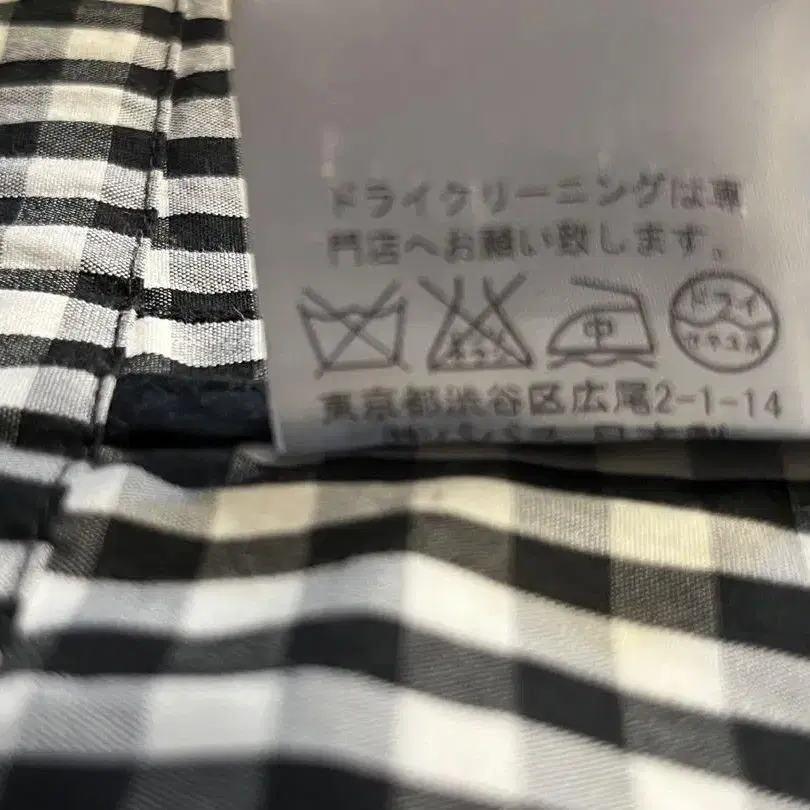 ドライクリーニングは専
門店へお願い致します。
中 ドライ
東京都渋谷区広尾2-1-14